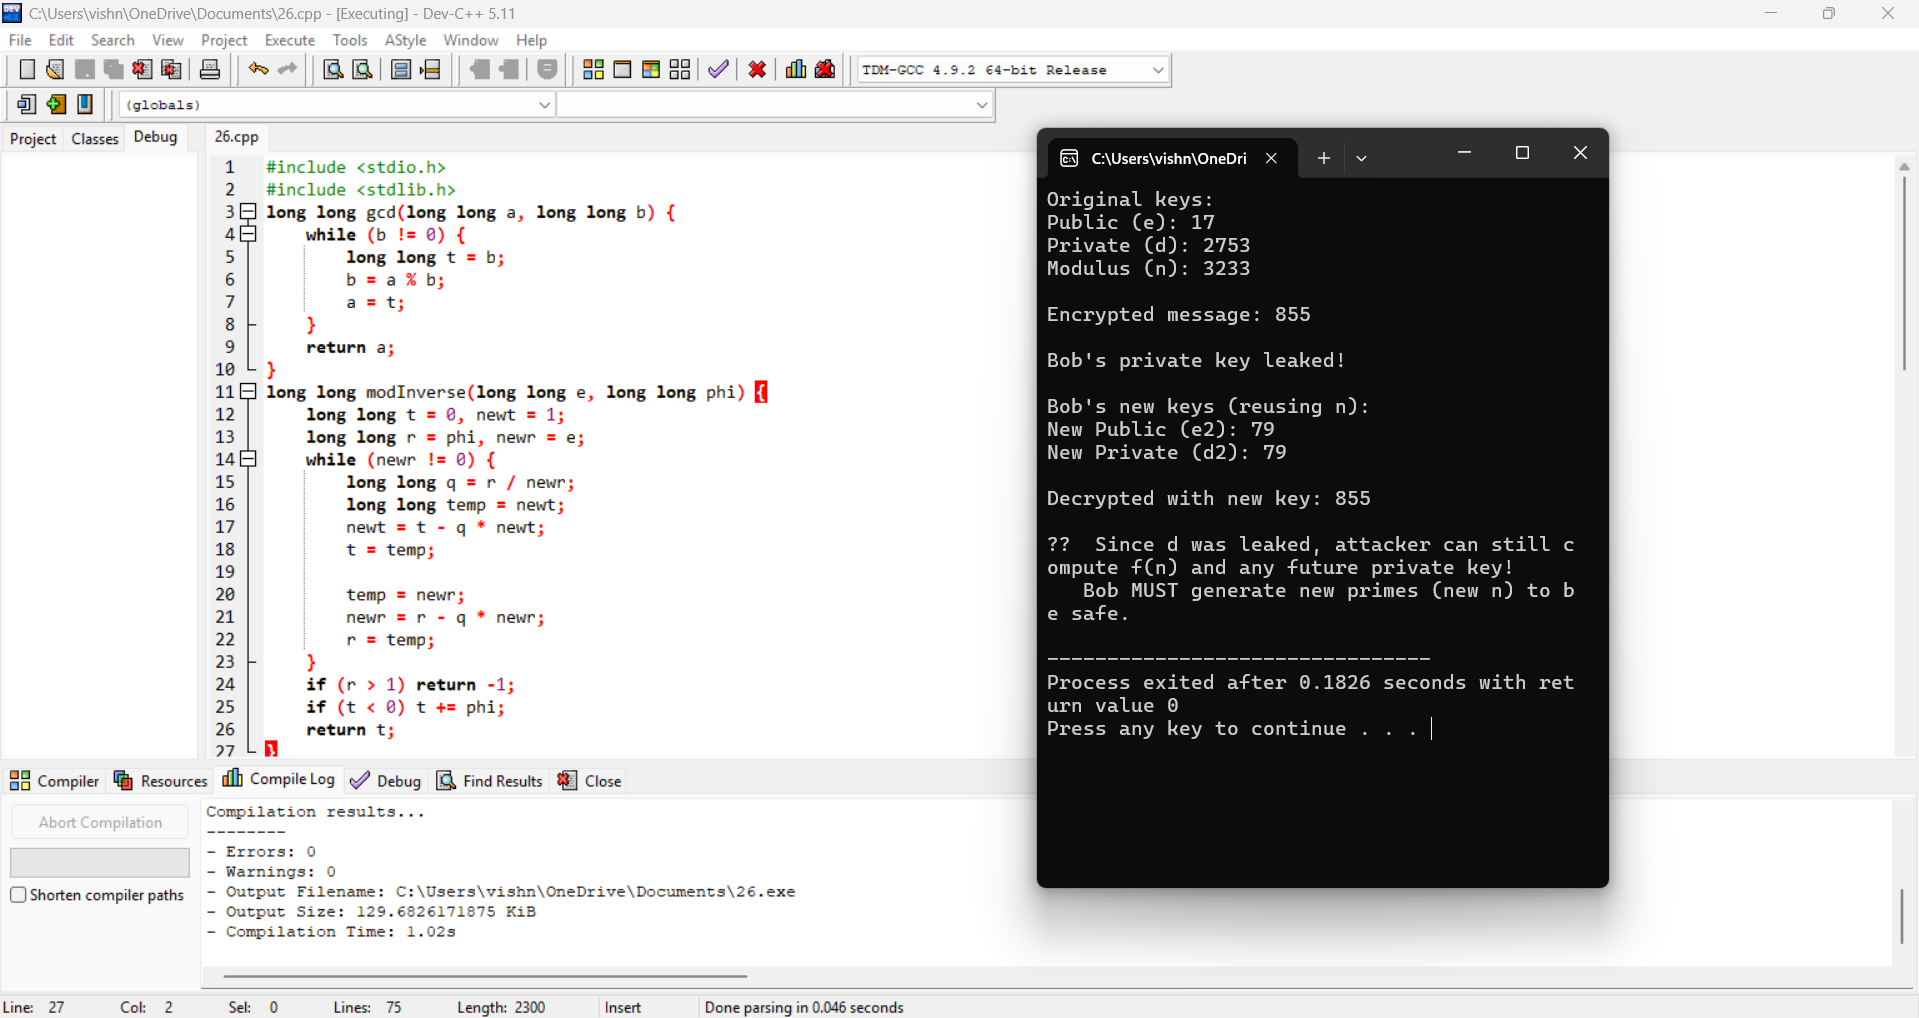 C:\Users\vishn\OneDrive\Documents\26.cpp - [Executing] - Dev-C++ 5.11
File Edit Search View Project Execute Tools AStyle Window Help
TDM-GCC 4.9.2 64-bit Release
(globals)
Project Classes Debug
26.cpp
1 #include <stdio.h>
2 #include <stdlib.h>
3 long long gcd(long long a, long long b) {
4 while (b != 0) {
5 long long t = b;
6 b = a % b;
7 a = t;
8 }
9 return a;
10 }
11 long long modInverse(long long e, long long phi) {
12 long long t = 0, newt = 1;
13 long long r = phi, newr = e;
14 while (newr != 0) {
15 long long q = r / newr;
16 long long temp = newt;
17 newt = t - q * newt;
18 t = temp;
19
20 temp = newr;
21 newr = r - q * newr;
22 r = temp;
23 }
24 if (r > 1) return -1;
25 if (t < 0) t += phi;
26 return t;
27 }
C:\Users\vishn\OneDri
Original keys:
Public (e): 17
Private (d): 2753
Modulus (n): 3233
Encrypted message: 855
Bob's private key leaked!
Bob's new keys (reusing n):
New Public (e2): 79
New Private (d2): 79
Decrypted with new key: 855
??  Since d was leaked, attacker can still c
ompute f(n) and any future private key!
Bob MUST generate new primes (new n) to b
e safe.
--------------------------------
Process exited after 0.1826 seconds with ret
urn value 0
Press any key to continue . . .
Compiler Resources Compile Log Debug Find Results Close
Abort Compilation
Shorten compiler paths
Compilation results...
--------
- Errors: 0
- Warnings: 0
- Output Filename: C:\Users\vishn\OneDrive\Documents\26.exe
- Output Size: 129.6826171875 KiB
- Compilation Time: 1.02s
Line: 27 Col: 2 Sel: 0 Lines: 75 Length: 2300 Insert Done parsing in 0.046 seconds